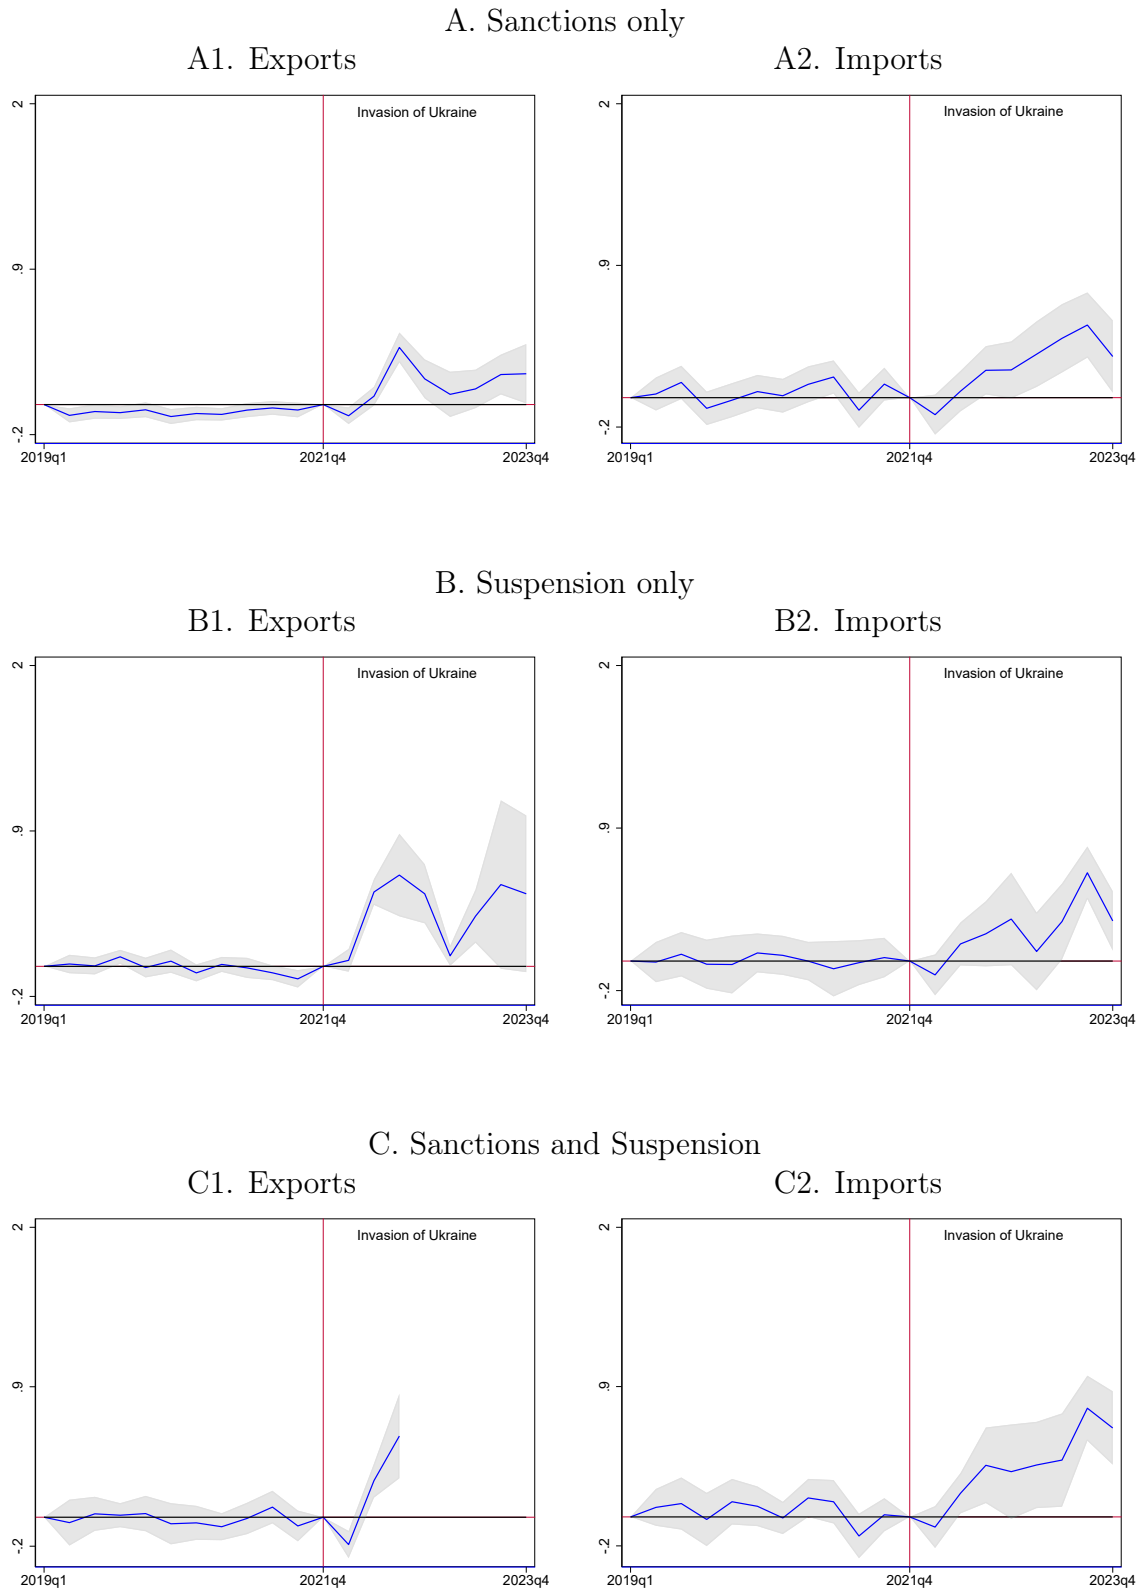 A. Sanctions only
A1. Exports A2. Imports
2 2
Invasion of Ukraine Invasion of Ukraine
.9 .9
-.2 -.2
2019q1 2021q4 2023q4 2019q1 2021q4 2023q4
B. Suspension only
B1. Exports B2. Imports
2 2
Invasion of Ukraine Invasion of Ukraine
.9 .9
-.2 -.2
2019q1 2021q4 2023q4 2019q1 2021q4 2023q4
C. Sanctions and Suspension
C1. Exports C2. Imports
2 2
Invasion of Ukraine Invasion of Ukraine
.9 .9
-.2 -.2
2019q1 2021q4 2023q4 2019q1 2021q4 2023q4